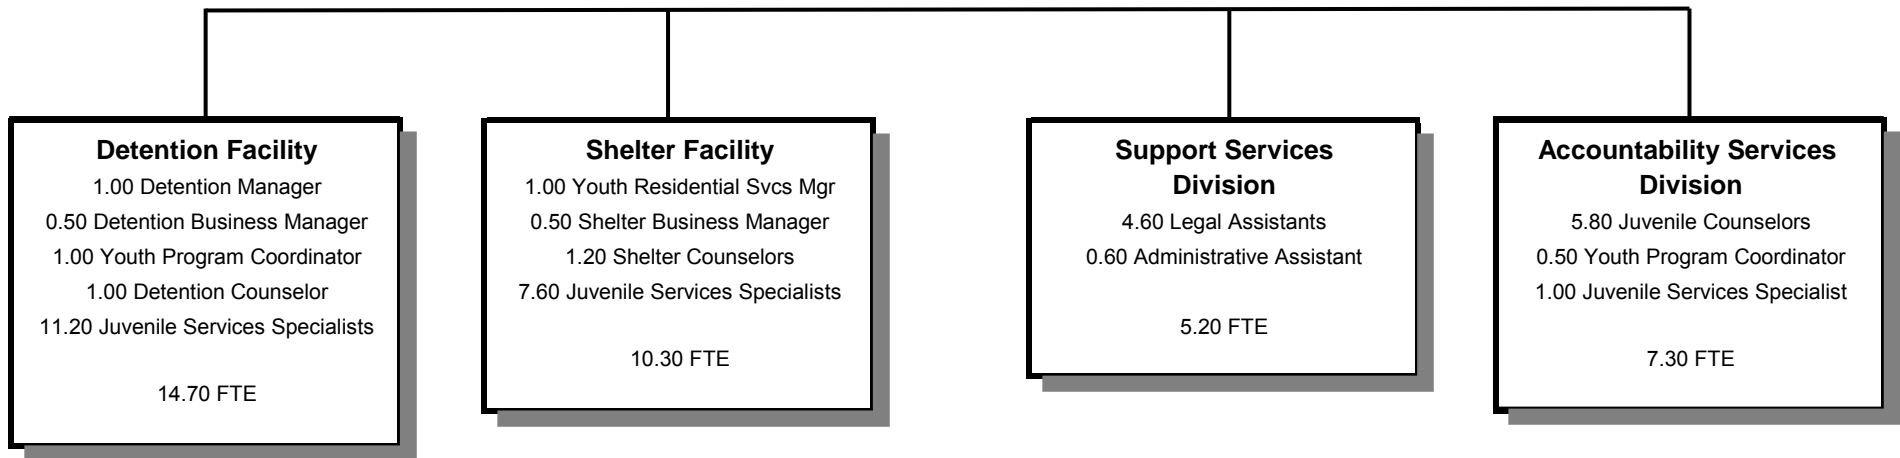 Detention Facility
1.00 Detention Manager
0.50 Detention Business Manager
1.00 Youth Program Coordinator
1.00 Detention Counselor
11.20 Juvenile Services Specialists
14.70 FTE
Shelter Facility
1.00 Youth Residential Svcs Mgr
0.50 Shelter Business Manager
1.20 Shelter Counselors
7.60 Juvenile Services Specialists
10.30 FTE
Support Services
Division
4.60 Legal Assistants
0.60 Administrative Assistant
5.20 FTE
Accountability Services
Division
5.80 Juvenile Counselors
0.50 Youth Program Coordinator
1.00 Juvenile Services Specialist
7.30 FTE